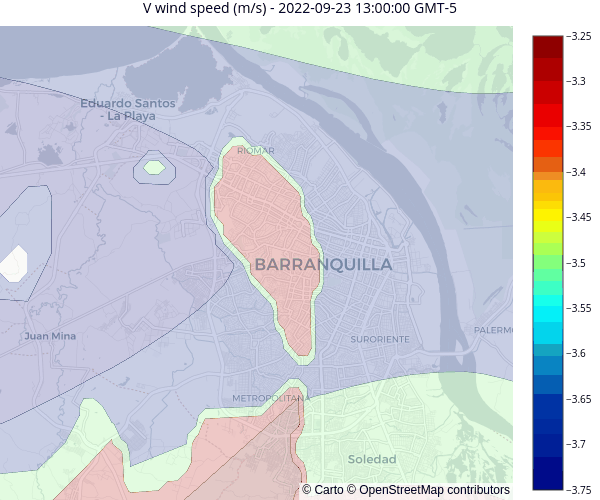 V wind speed (m/s) - 2022-09-23 13:00:00 GMT-5
-3.25
-3.3
-3.35
-3.4
-3.45
-3.5
-3.55
-3.6
-3.65
-3.7
-3.75
Eduardo Santos
- La Playa
RIOMAR
BARRANQUILLA
Juan Mina
SURORIENTE
PALERMO
METROPOLITANA
Soledad
© Carto © OpenStreetMap contributors